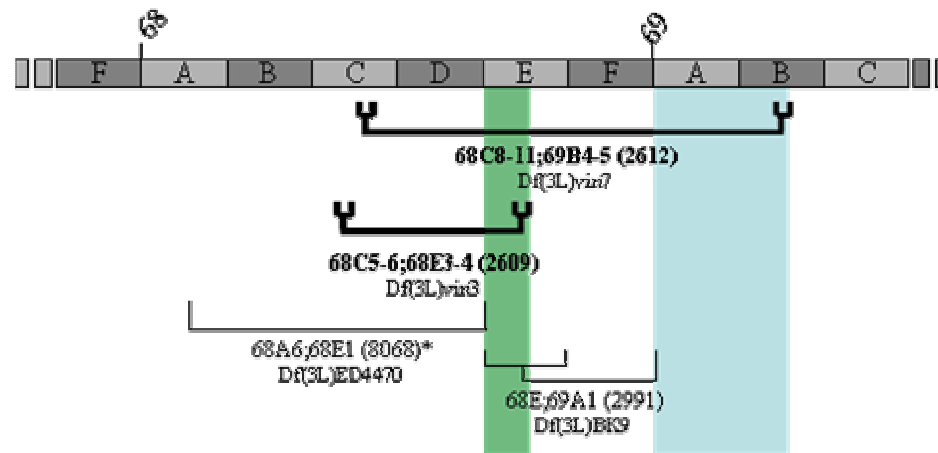 68 69
F A B C D E F A B C
68C8-11;69B4-5 (2612)
Df(3L)vin7
68C5-6;68E3-4 (2609)
Df(3L)vin3
68A6;68E1 (8068)*
Df(3L)ED4470
68E;69A1 (2991)
Df(3L)BK9